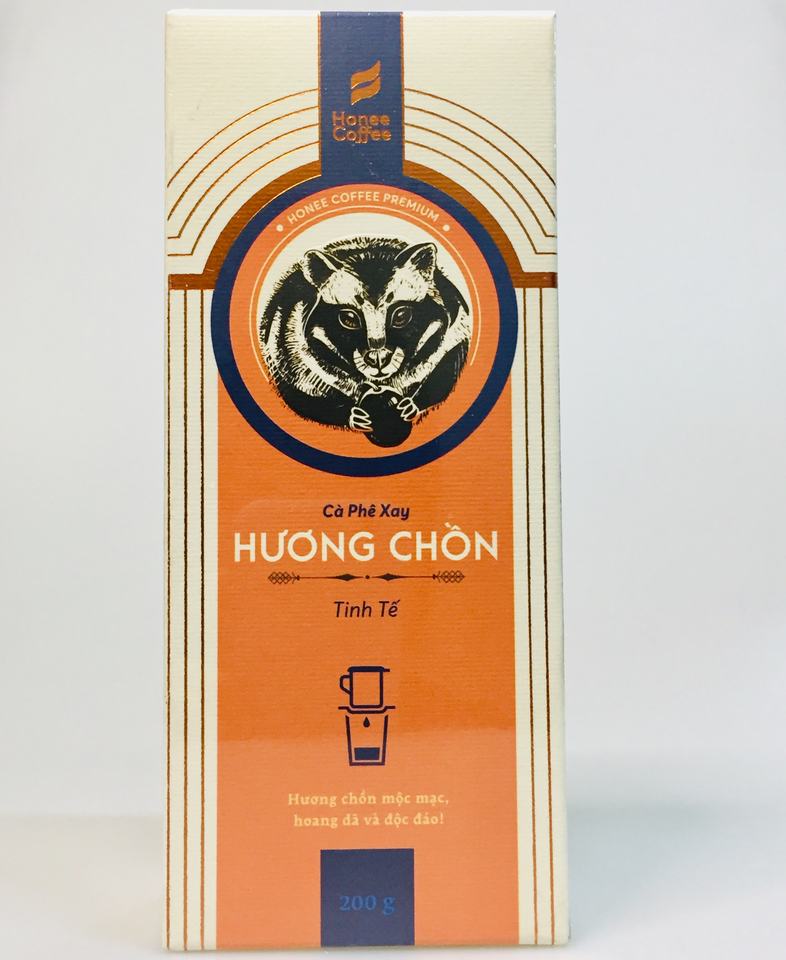 Honee
Coffee
• HONEE COFFEE PREMIUM •
Cà Phê Xay
HƯƠNG CHỒN
Tinh Tế
Hương chồn mộc mạc,
hoang dã và độc đáo!
200 g